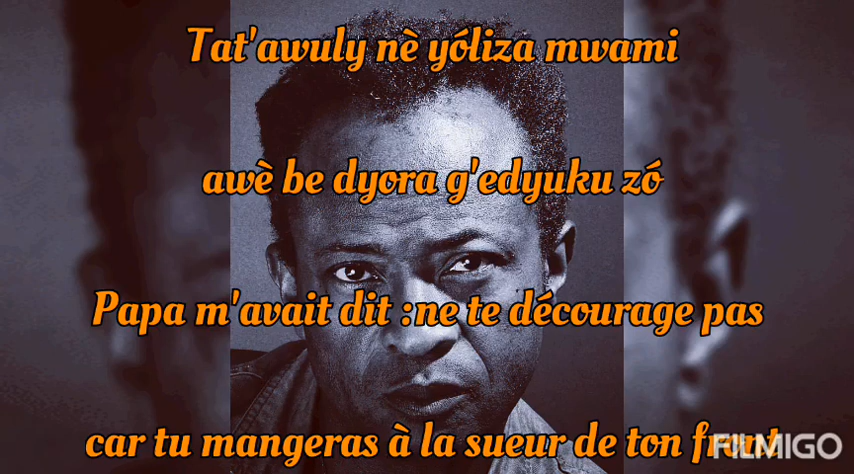 Tat'awuly nè yóliza mwami
awè be dyora g'edyuku zó
Papa m'avait dit :ne te décourage pas
car tu mangeras à la sueur de ton front
FILMIGO